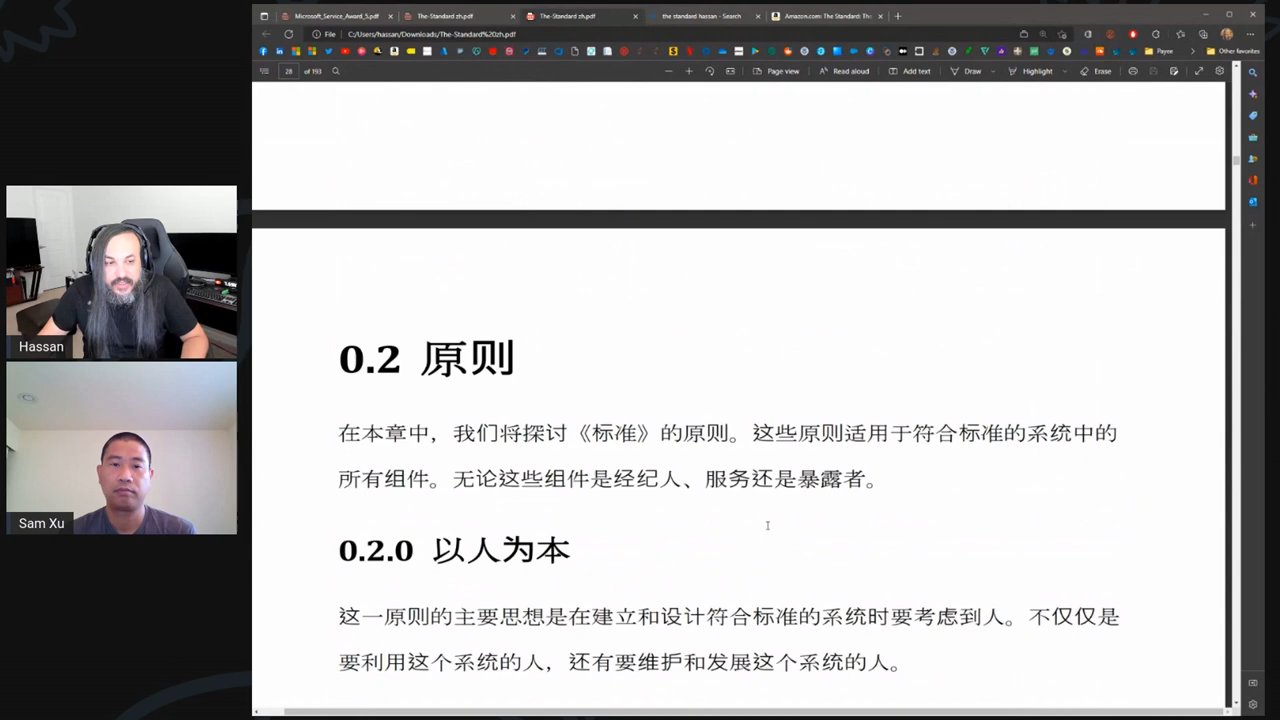 Microsoft_Service_Award_5.pdf
The-Standard zh.pdf
The-Standard zh.pdf
the standard hassan - Search
Amazon.com: The Standard: The
File
C:/Users/hassan/Downloads/The-Standard%20zh.pdf
Payee
Other favorites
28 of 193
Page view
Read aloud
Add text
Draw
Highlight
Erase
0.2 原则
在本章中，我们将探讨《标准》的原则。这些原则适用于符合标准的系统中的
所有组件。无论这些组件是经纪人、服务还是暴露者。
0.2.0 以人为本
这一原则的主要思想是在建立和设计符合标准的系统时要考虑到人。不仅仅是
要利用这个系统的人，还有要维护和发展这个系统的人。
Hassan
Sam Xu